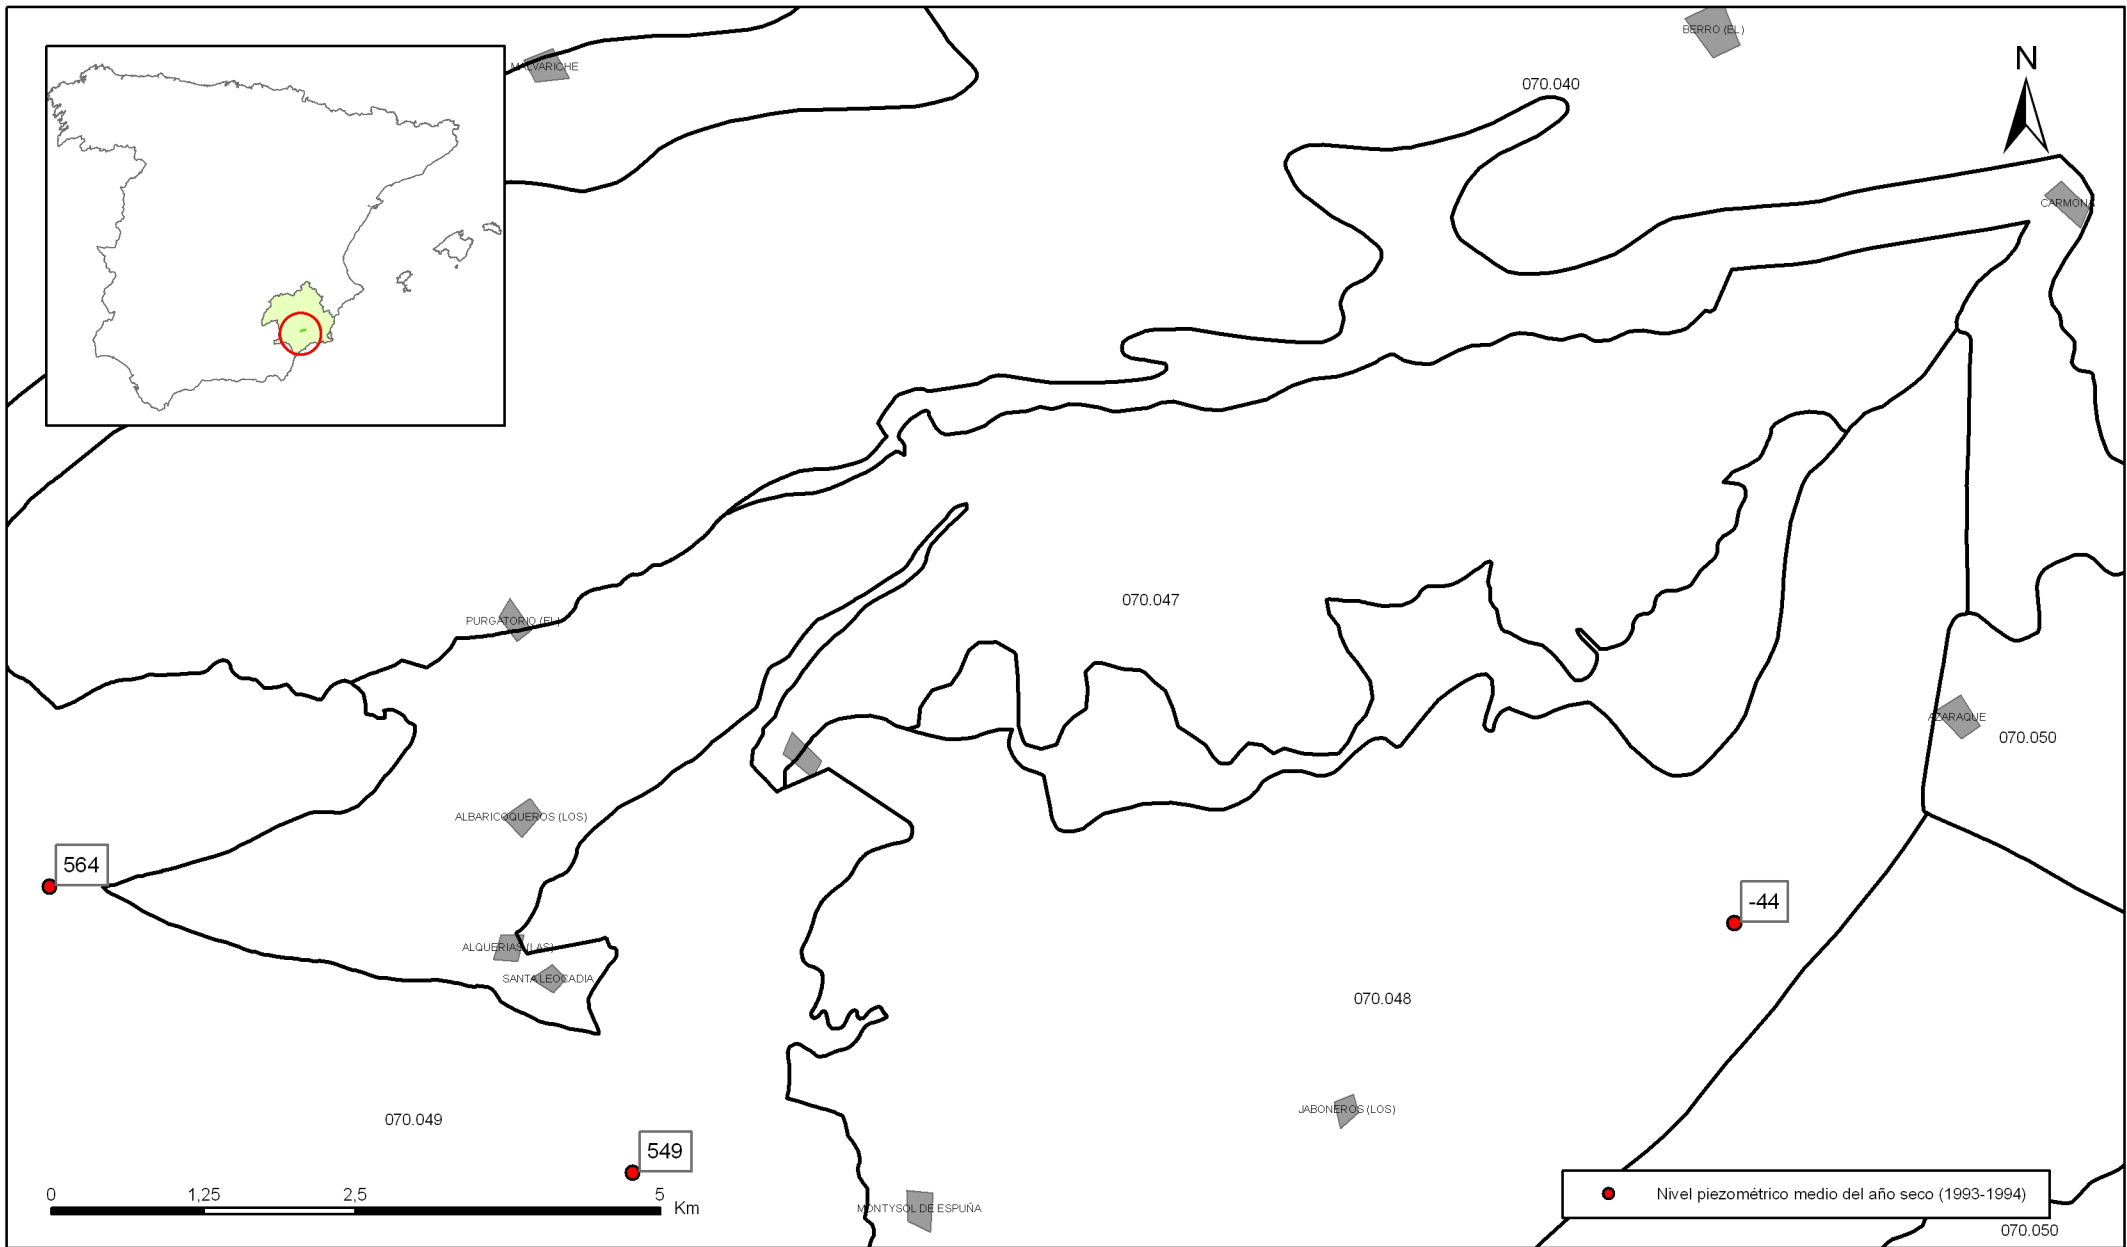 BERRO (EL)
MALVARICHE
070.040
N
CARMONA
070.047
PURGATORIO (EL)
AZARAQUE
070.050
ALBARICOQUEROS (LOS)
564
-44
ALQUERIAS (LAS)
SANTA LEOCADIA
070.048
070.049
JABONEROS (LOS)
549
0 1,25 2,5 5
Km
Nivel piezométrico medio del año seco (1993-1994)
MONTYSOL DE ESPUÑA
070.050